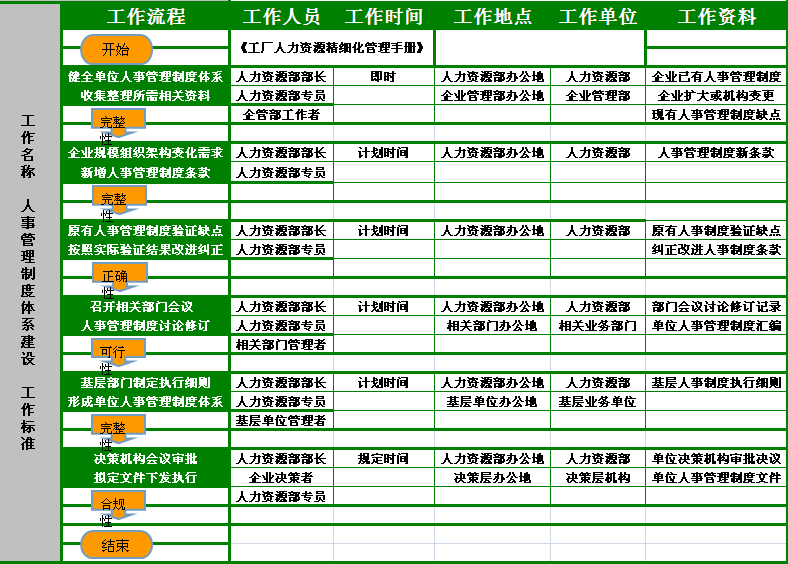 工作流程 工作人员 工作时间 工作地点 工作单位 工作资料
开始 《工厂人力资源精细化管理手册》
工作名称 人事管理制度体系建设 工作标准
健全单位人事管理制度体系 人力资源部部长 即时 人力资源部办公地 人力资源部 企业已有人事管理制度
收集整理所需相关资料 人力资源部专员 企业管理部办公地 企业管理部 企业扩大或机构变更
完整性 企管部工作者 现有人事管理制度缺点
企业规模组织架构变化需求 人力资源部部长 计划时间 人力资源部办公地 人力资源部 人事管理制度新条款
新增人事管理制度条款 人力资源部专员
完整性
原有人事管理制度验证缺点 人力资源部部长 计划时间 人力资源部办公地 人力资源部 原有人事制度验证缺点
按照实际验证结果改进纠正 人力资源部专员 纠正改进人事制度条款
正确性
召开相关部门会议 人力资源部部长 计划时间 人力资源部办公地 人力资源部 部门会议讨论修订记录
人事管理制度讨论修订 人力资源部专员 相关部门办公地 相关业务部门 单位人事管理制度汇编
可行性 相关部门管理者
基层部门制定执行细则 人力资源部部长 计划时间 人力资源部办公地 人力资源部 基层人事制度执行细则
形成单位人事管理制度体系 人力资源部专员 基层单位办公地 基层业务单位
完整性 基层单位管理者
决策机构会议审批 人力资源部部长 规定时间 人力资源部办公地 人力资源部 单位决策机构审批决议
拟定文件下发执行 企业决策者 决策层办公地 决策层机构 单位人事管理制度文件
合规性 人力资源部专员
结束